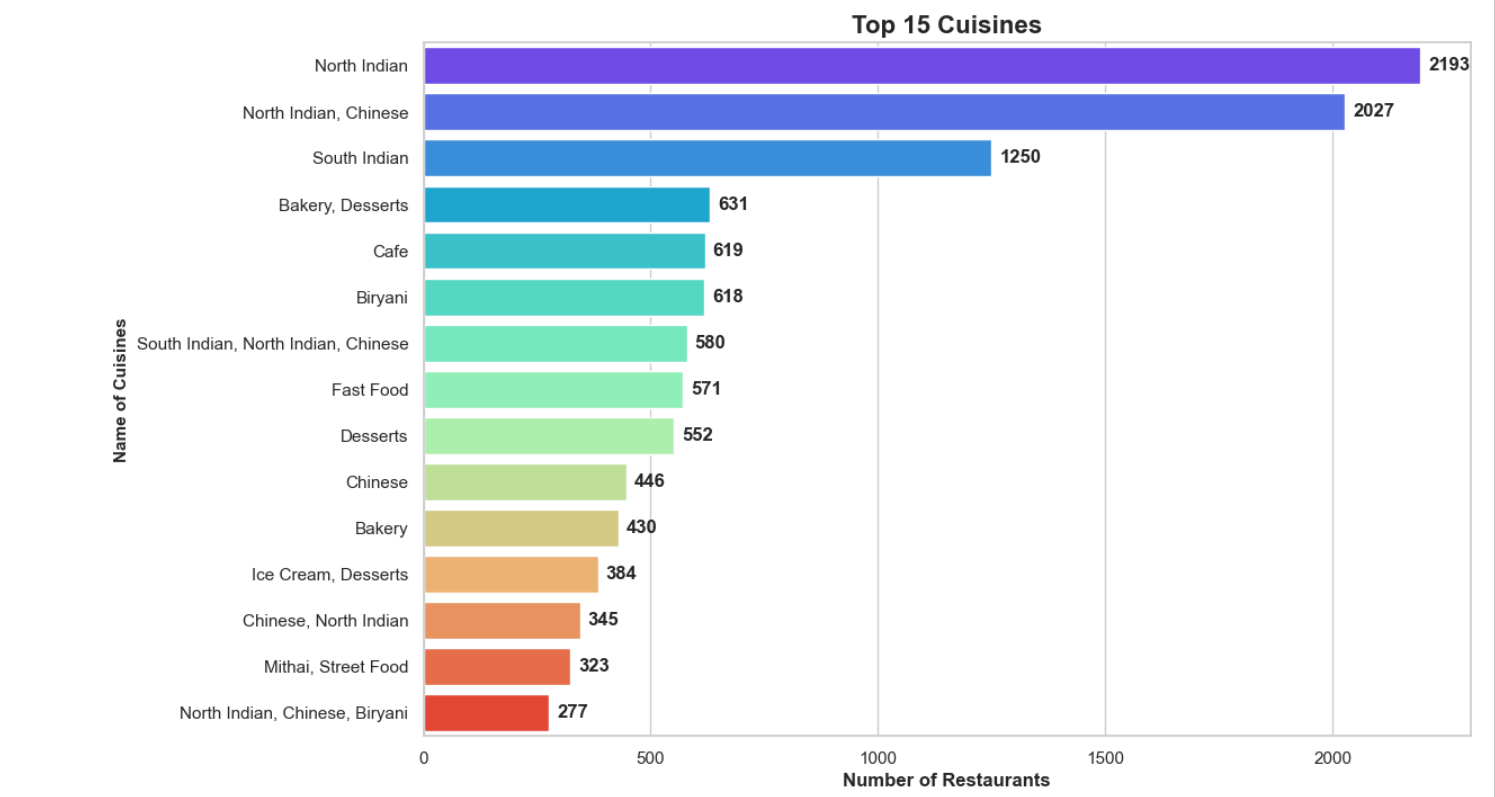 Top 15 Cuisines
North Indian 2193
North Indian, Chinese 2027
South Indian 1250
Bakery, Desserts 631
Cafe 619
Biryani 618
South Indian, North Indian, Chinese 580
Fast Food 571
Desserts 552
Chinese 446
Bakery 430
Ice Cream, Desserts 384
Chinese, North Indian 345
Mithai, Street Food 323
North Indian, Chinese, Biryani 277
Name of Cuisines
0 500 1000 1500 2000
Number of Restaurants